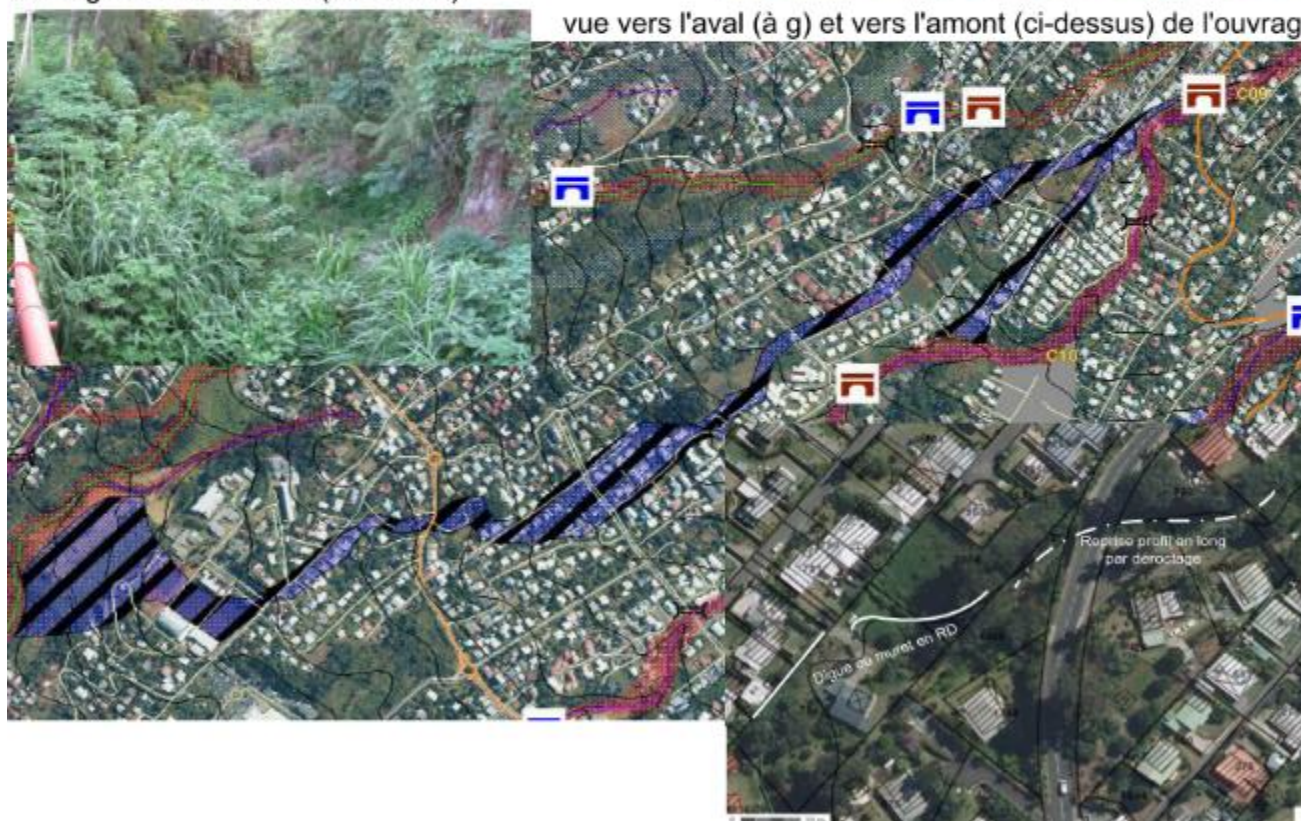 vue vers l'aval (à g) et vers l'amont (ci-dessus) de l'ouvrag
C09
C10
Reprise profil en long
par déroctage
Digue ou muret en RD